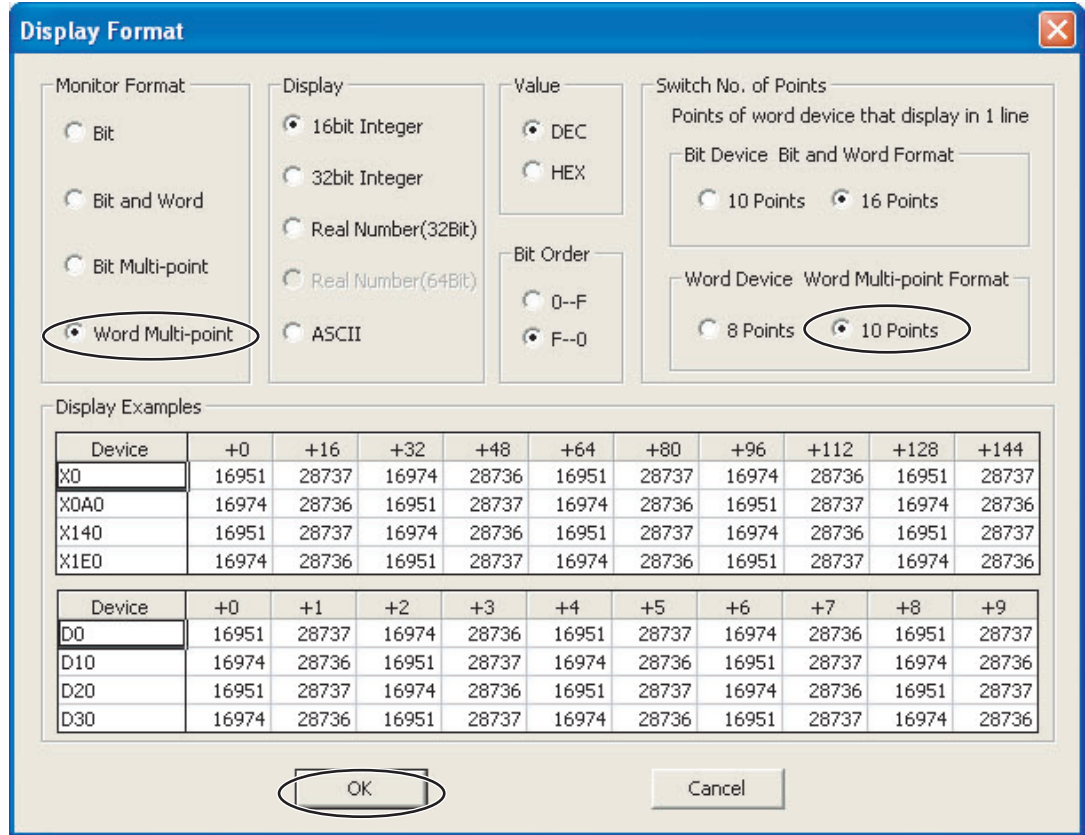 Display Format
Monitor Format
Bit
Bit and Word
Bit Multi-point
Word Multi-point
Display
16bit Integer
32bit Integer
Real Number(32Bit)
Real Number(64Bit)
ASCII
Value
DEC
HEX
Bit Order
0--F
F--0
Switch No. of Points
Points of word device that display in 1 line
Bit Device Bit and Word Format
10 Points 16 Points
Word Device Word Multi-point Format
8 Points 10 Points
Display Examples
Device +0 +16 +32 +48 +64 +80 +96 +112 +128 +144
X0 16951 28737 16974 28736 16951 28737 16974 28736 16951 28737
X0A0 16974 28736 16951 28737 16974 28736 16951 28737 16974 28736
X140 16951 28737 16974 28736 16951 28737 16974 28736 16951 28737
X1E0 16974 28736 16951 28737 16974 28736 16951 28737 16974 28736
Device +0 +1 +2 +3 +4 +5 +6 +7 +8 +9
D0 16951 28737 16974 28736 16951 28737 16974 28736 16951 28737
D10 16974 28736 16951 28737 16974 28736 16951 28737 16974 28736
D20 16951 28737 16974 28736 16951 28737 16974 28736 16951 28737
D30 16974 28736 16951 28737 16974 28736 16951 28737 16974 28736
OK Cancel